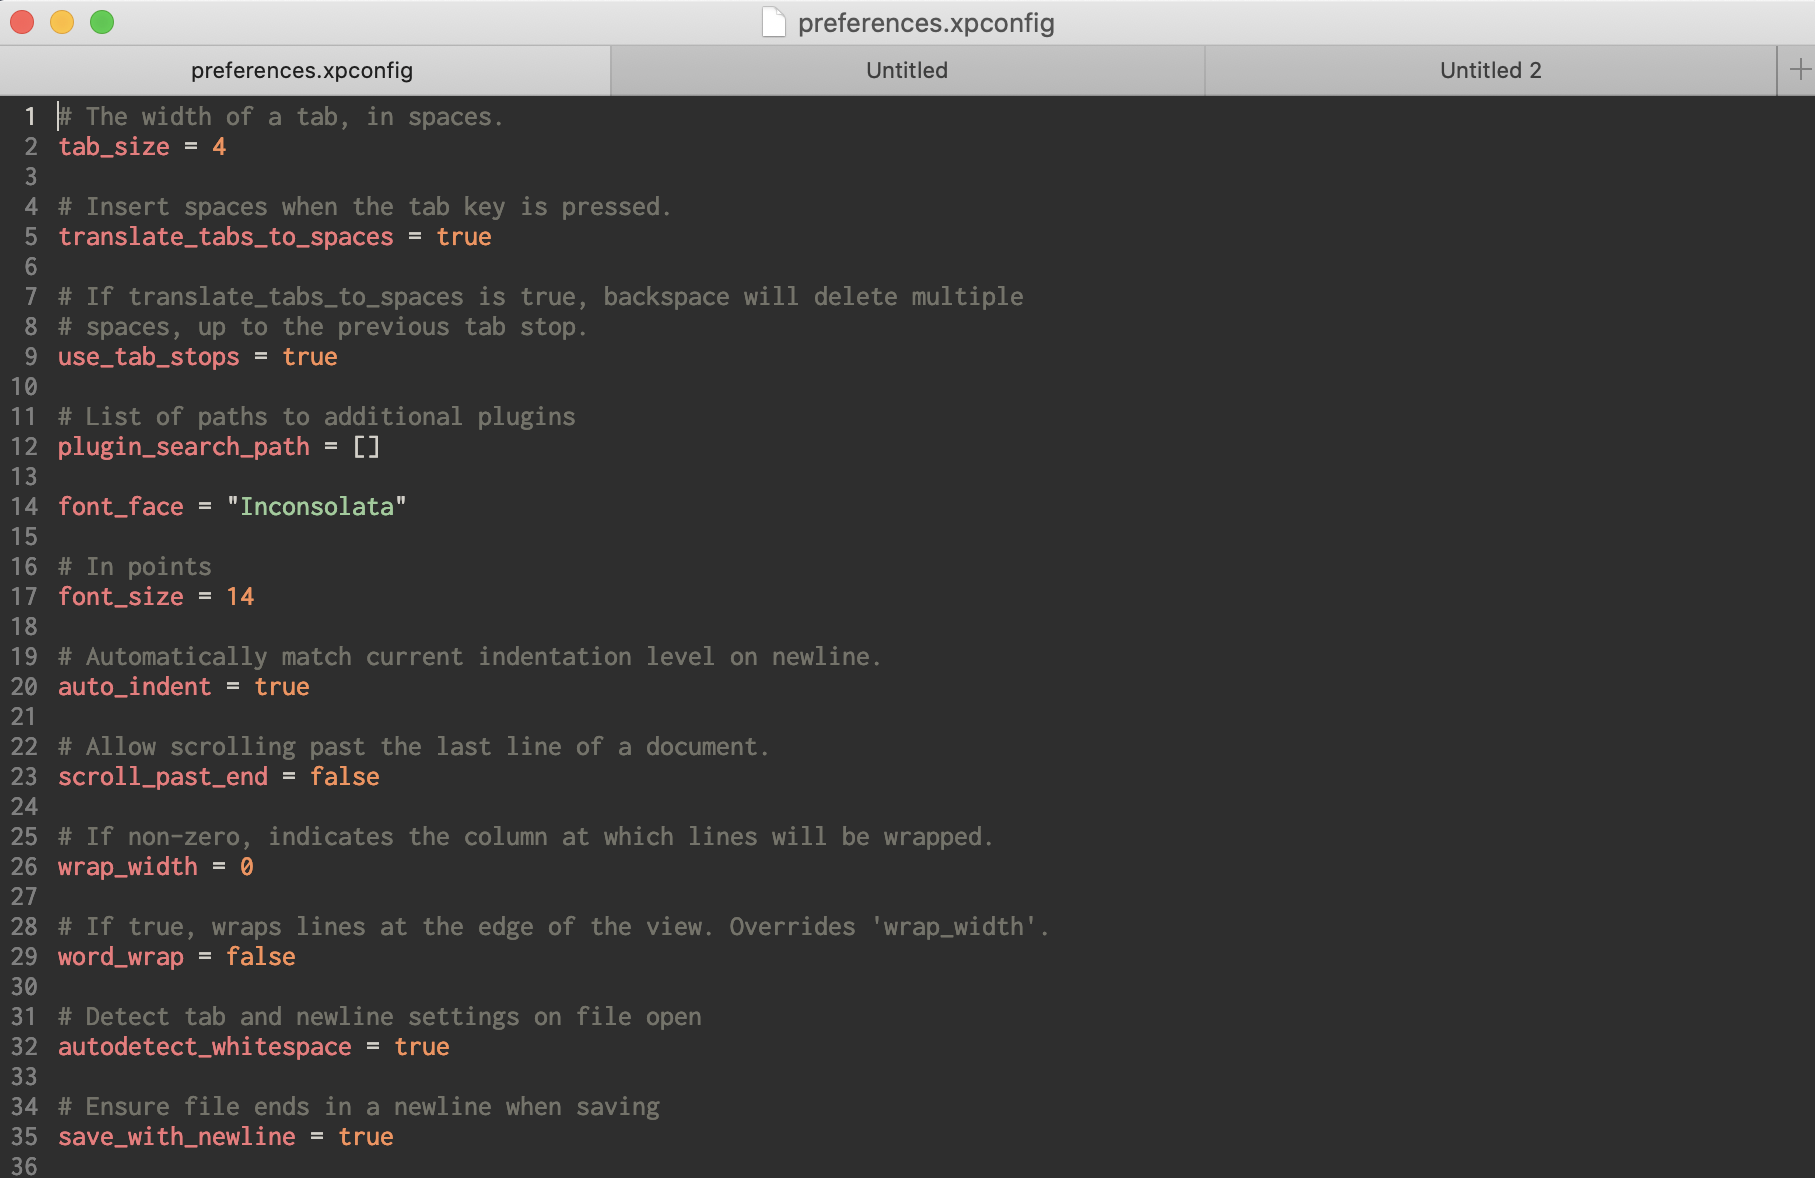 preferences.xpconfig
preferences.xpconfig Untitled Untitled 2
1 # The width of a tab, in spaces.
2 tab_size = 4
3
4 # Insert spaces when the tab key is pressed.
5 translate_tabs_to_spaces = true
6
7 # If translate_tabs_to_spaces is true, backspace will delete multiple
8 # spaces, up to the previous tab stop.
9 use_tab_stops = true
10
11 # List of paths to additional plugins
12 plugin_search_path = []
13
14 font_face = "Inconsolata"
15
16 # In points
17 font_size = 14
18
19 # Automatically match current indentation level on newline.
20 auto_indent = true
21
22 # Allow scrolling past the last line of a document.
23 scroll_past_end = false
24
25 # If non-zero, indicates the column at which lines will be wrapped.
26 wrap_width = 0
27
28 # If true, wraps lines at the edge of the view. Overrides 'wrap_width'.
29 word_wrap = false
30
31 # Detect tab and newline settings on file open
32 autodetect_whitespace = true
33
34 # Ensure file ends in a newline when saving
35 save_with_newline = true
36